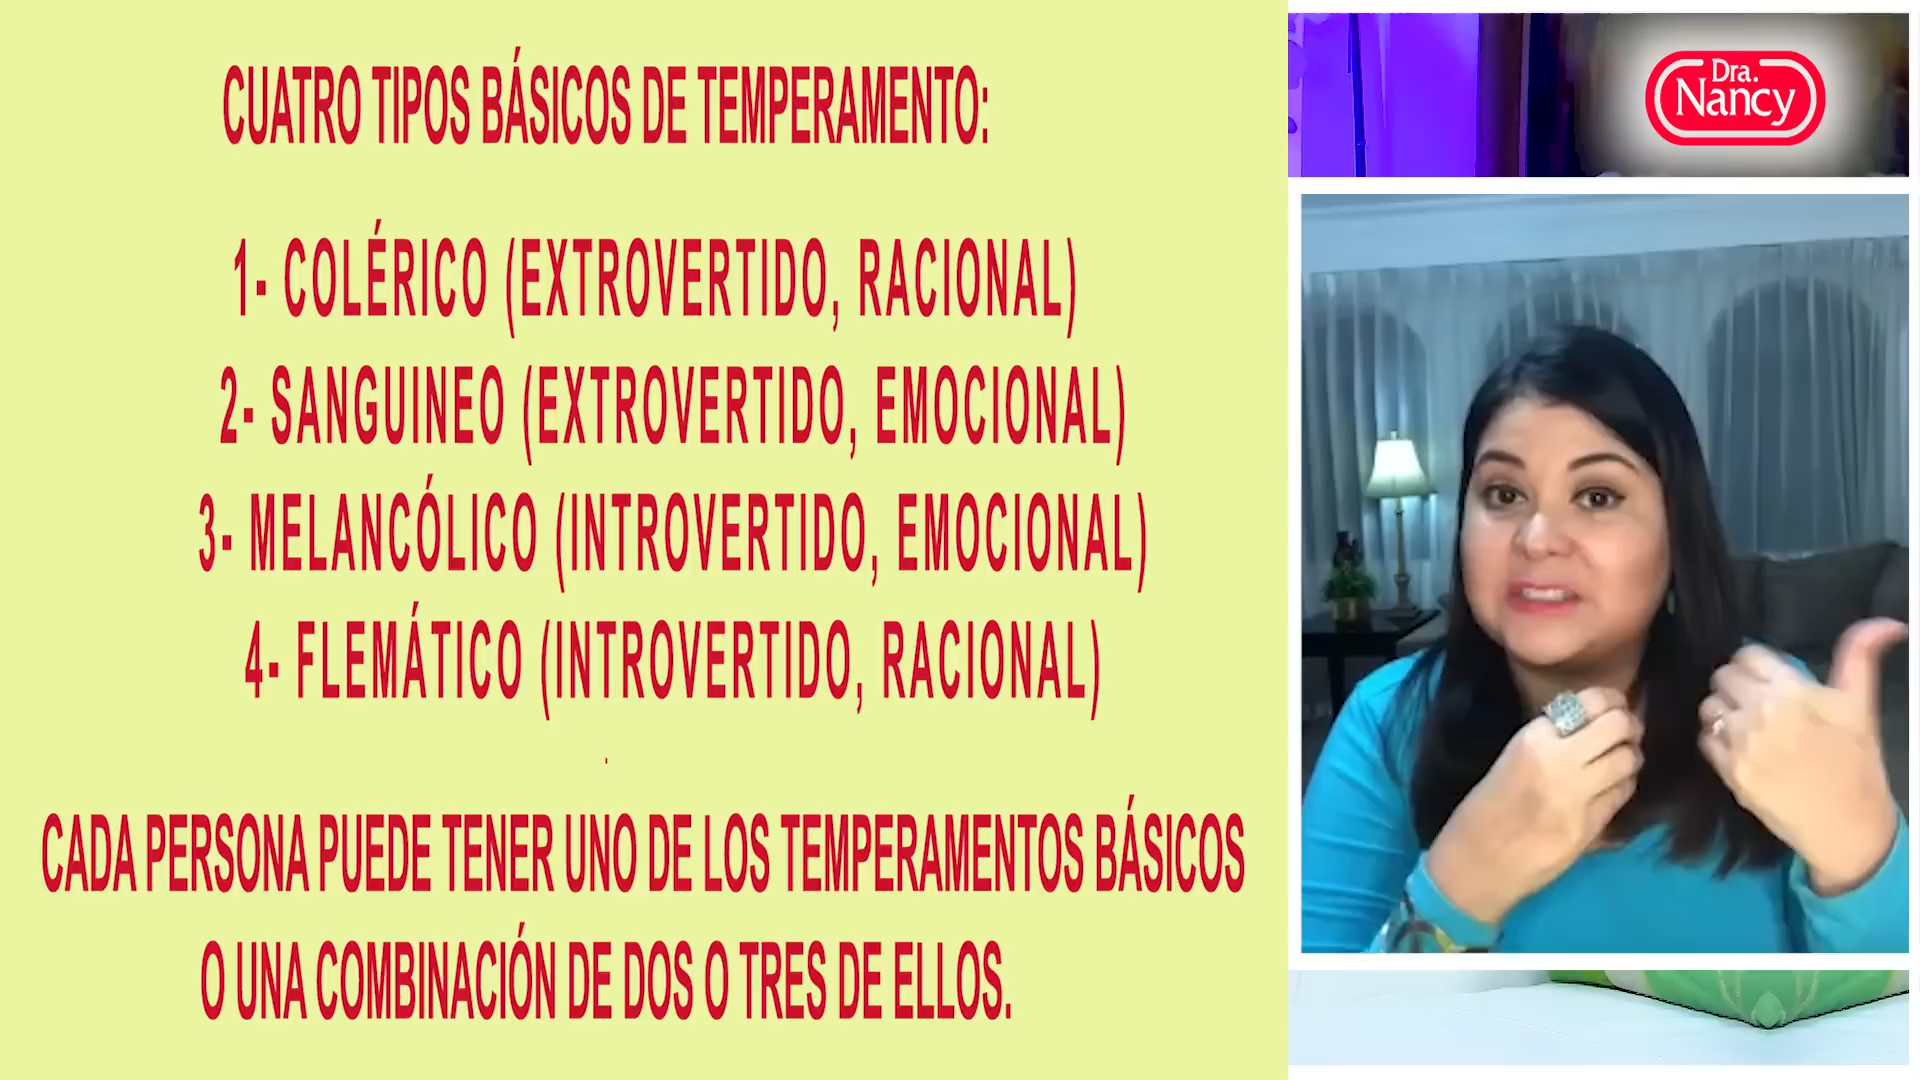 CUATRO TIPOS BÁSICOS DE TEMPERAMENTO:
1- COLÉRICO (EXTROVERTIDO, RACIONAL)
2- SANGUINEO (EXTROVERTIDO, EMOCIONAL)
3- MELANCÓLICO (INTROVERTIDO, EMOCIONAL)
4- FLEMÁTICO (INTROVERTIDO, RACIONAL)
.
CADA PERSONA PUEDE TENER UNO DE LOS TEMPERAMENTOS BÁSICOS
O UNA COMBINACIÓN DE DOS O TRES DE ELLOS.
Dra.
Nancy